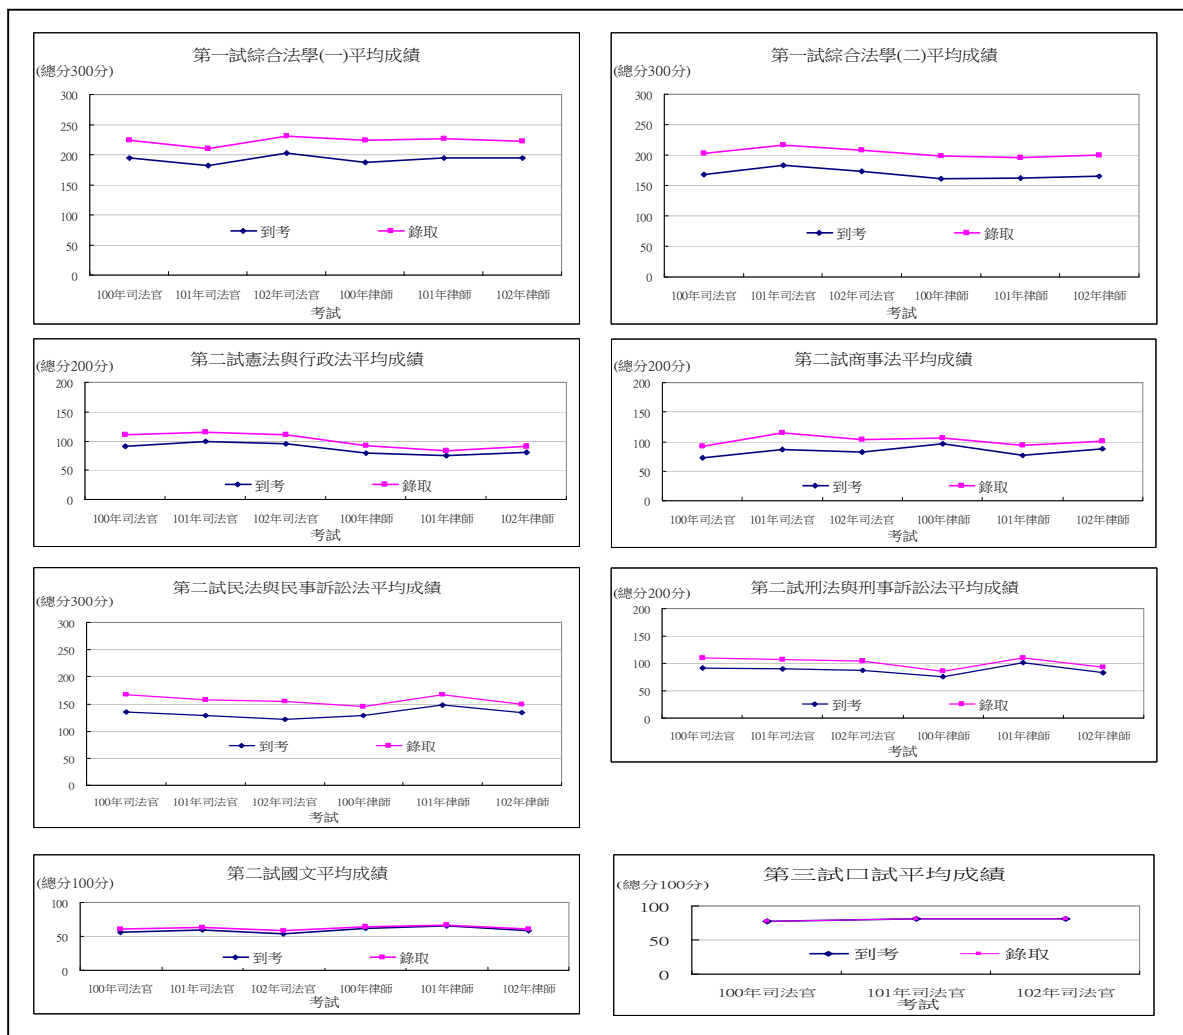 第一試綜合法學(一)平均成績
(總分300分)
300
250
200
150
100
50
0
到考
錄取
100年司法官
101年司法官
102年司法官
100年律師
101年律師
102年律師
考試
第一試綜合法學(二)平均成績
(總分300分)
300
250
200
150
100
50
0
到考
錄取
100年司法官
101年司法官
102年司法官
100年律師
101年律師
102年律師
考試
第二試憲法與行政法平均成績
(總分200分)
200
150
100
50
0
到考
錄取
100年司法官
101年司法官
102年司法官
100年律師
101年律師
102年律師
考試
第二試商事法平均成績
(總分200分)
200
150
100
50
0
到考
錄取
100年司法官
101年司法官
102年司法官
100年律師
101年律師
102年律師
考試
第二試民法與民事訴訟法平均成績
(總分300分)
300
250
200
150
100
50
0
到考
錄取
100年司法官
101年司法官
102年司法官
100年律師
101年律師
102年律師
考試
第二試刑法與刑事訴訟法平均成績
(總分200分)
200
150
100
50
0
到考
錄取
100年司法官
101年司法官
102年司法官
100年律師
101年律師
102年律師
考試
第二試國文平均成績
(總分100分)
100
50
0
到考
錄取
100年司法官
101年司法官
102年司法官
100年律師
101年律師
102年律師
考試
第三試口試平均成績
(總分100分)
100
50
0
到考
錄取
100年司法官
101年司法官
102年司法官
考試